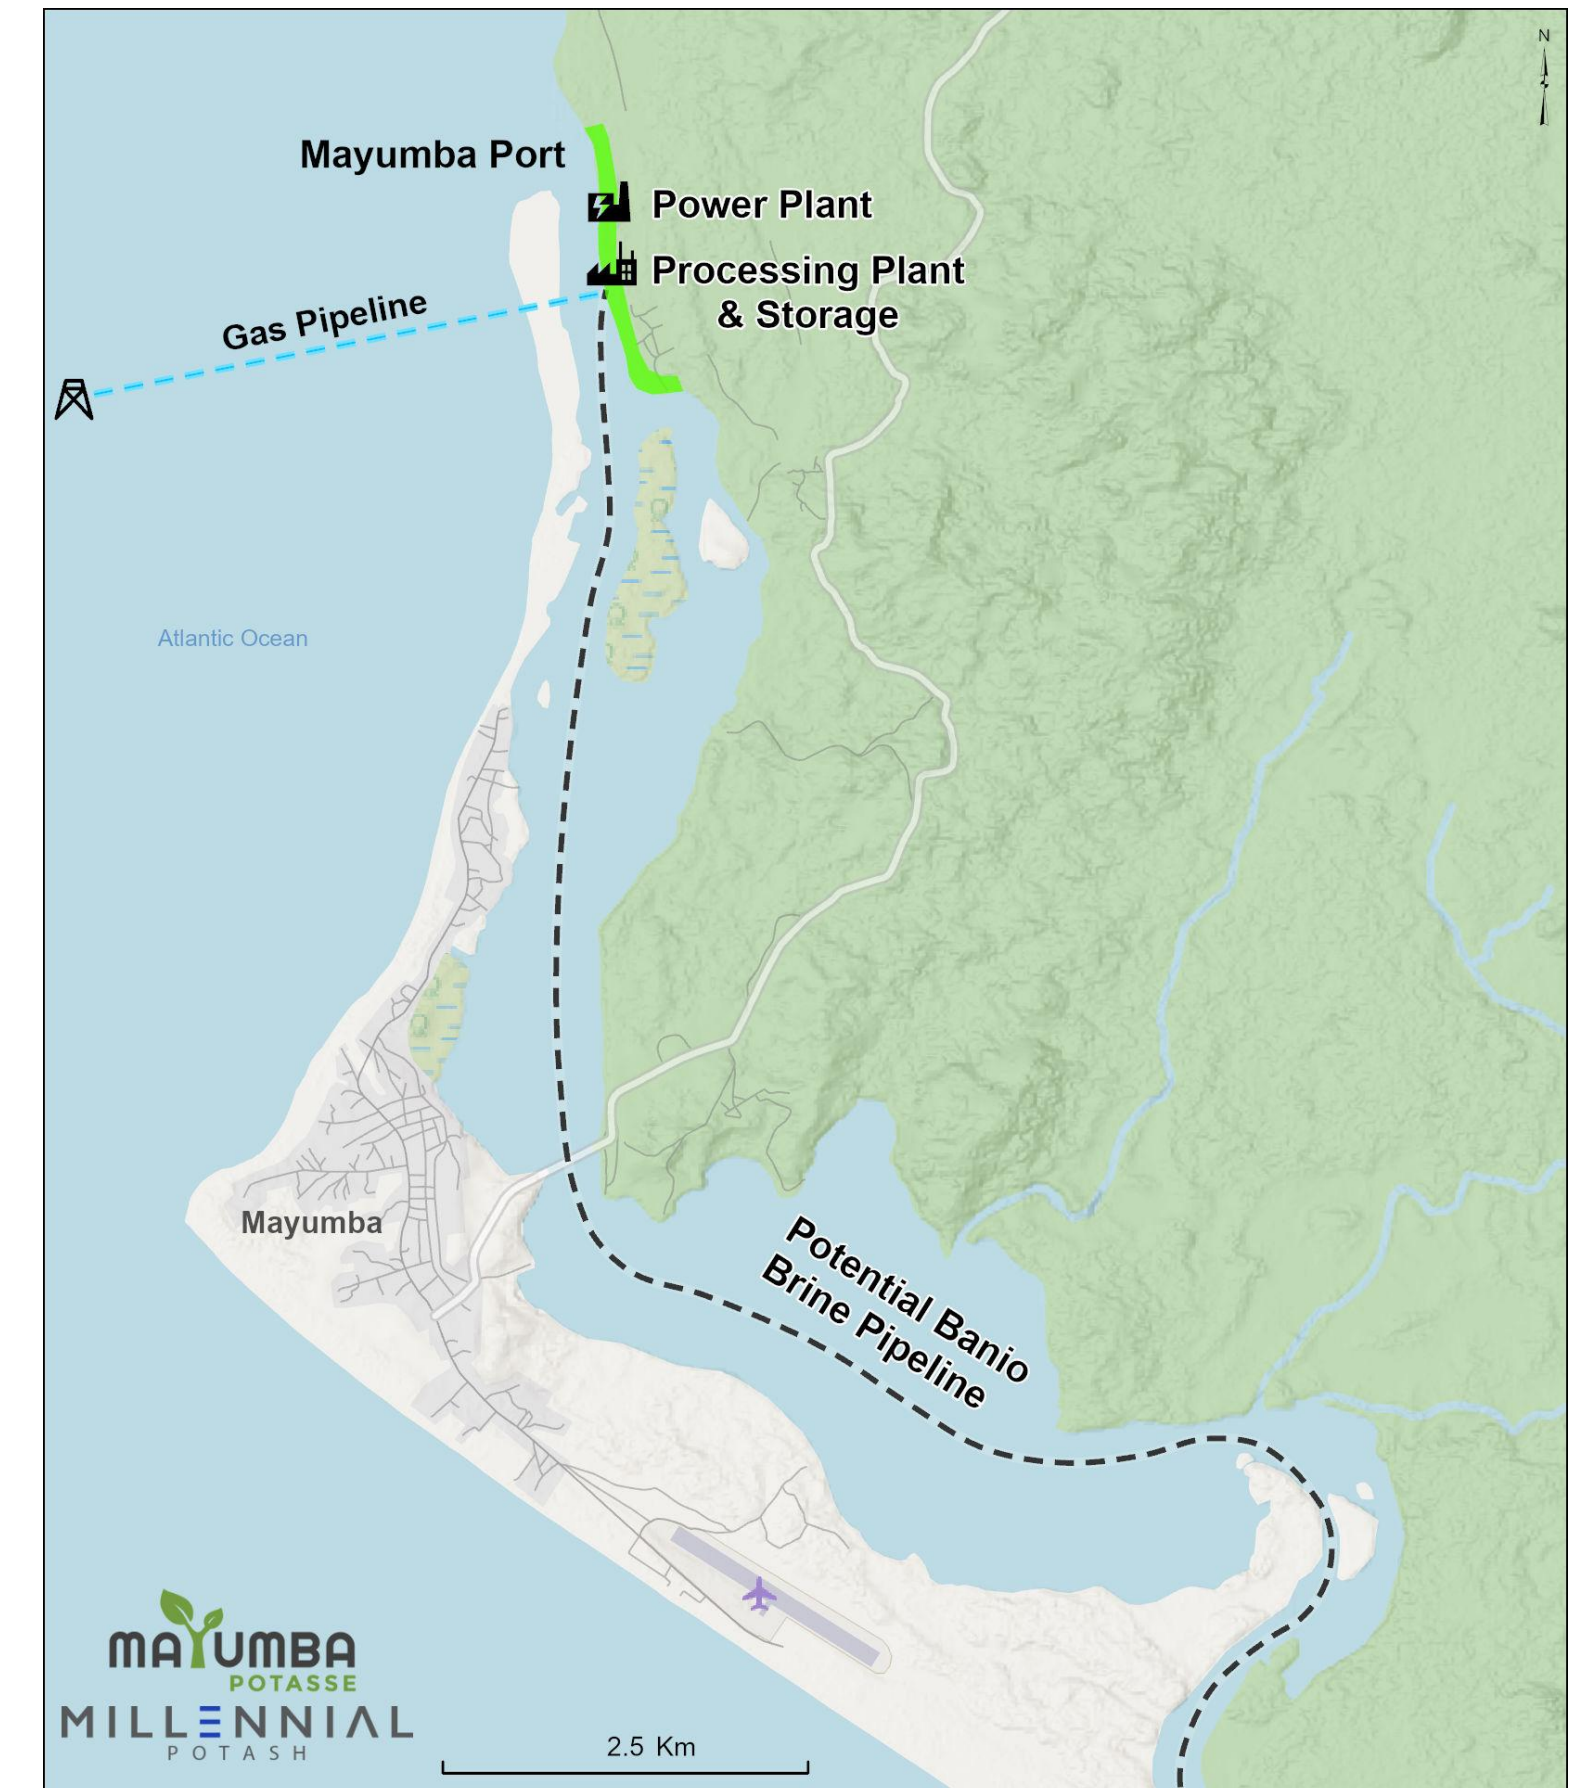 N
Mayumba Port
Power Plant
Processing Plant
& Storage
Gas Pipeline
Atlantic Ocean
Mayumba
Potential Banio
Brine Pipeline
MAYUMBA
POTASSE
MILLENNIAL
POTASH
2.5 Km